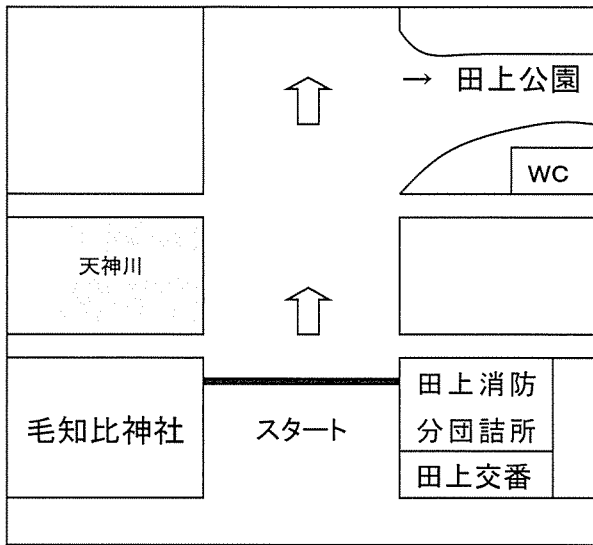 → 田上公園
WC
天神川
毛知比神社
スタート
田上消防
分団詰所
田上交番